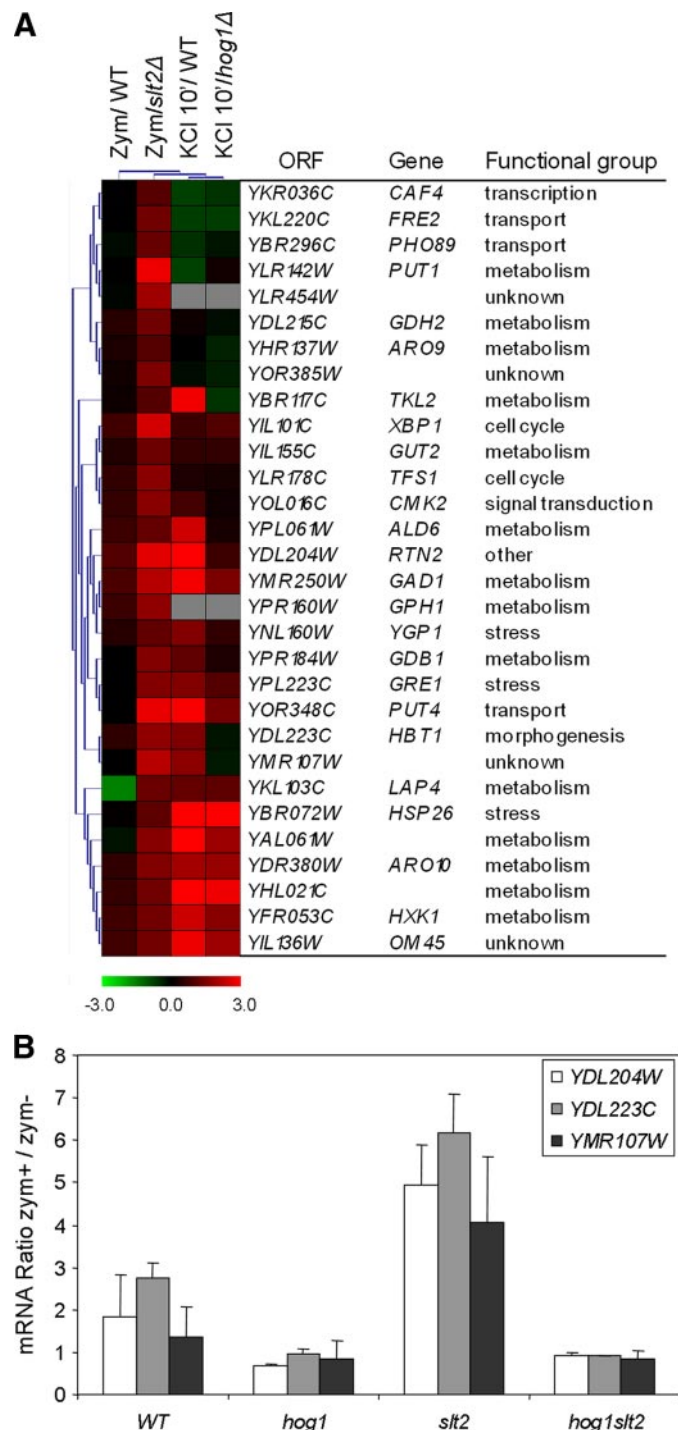 A
Zym/ WT
Zym/slt2Δ
KCl 10'/ WT
KCl 10'/hog1Δ
ORF Gene Functional group
YKR036C CAF4 transcription
YKL220C FRE2 transport
YBR296C PHO89 transport
YLR142W PUT1 metabolism
YLR454W unknown
YDL215C GDH2 metabolism
YHR137W ARO9 metabolism
YOR385W unknown
YBR117C TKL2 metabolism
YIL101C XBP1 cell cycle
YIL155C GUT2 metabolism
YLR178C TFS1 cell cycle
YOL016C CMK2 signal transduction
YPL061W ALD6 metabolism
YDL204W RTN2 other
YMR250W GAD1 metabolism
YPR160W GPH1 metabolism
YNL160W YGP1 stress
YPR184W GDB1 metabolism
YPL223C GRE1 stress
YOR348C PUT4 transport
YDL223C HBT1 morphogenesis
YMR107W unknown
YKL103C LAP4 metabolism
YBR072W HSP26 stress
YAL061W metabolism
YDR380W ARO10 metabolism
YHL021C metabolism
YFR053C HXK1 metabolism
YIL136W OM45 unknown
-3.0 0.0 3.0
B
mRNA Ratio zym+ / zym-
8
7
6
5
4
3
2
1
0
YDL204W
YDL223C
YMR107W
WT hog1 slt2 hog1slt2